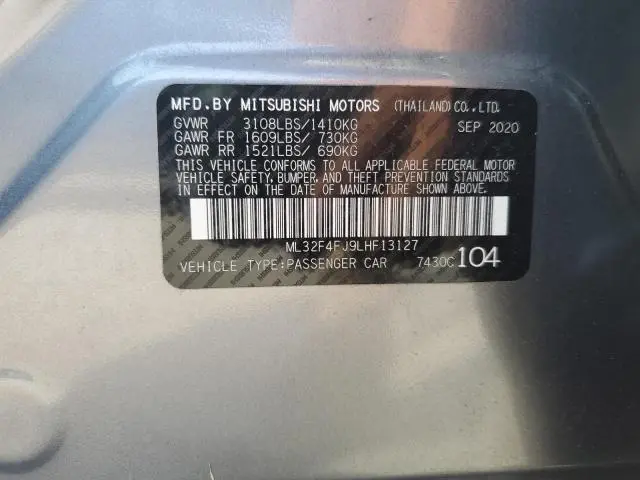 MFD.BY MITSUBISHI MOTORS (THAILAND)CO.,LTD.
GVWR 3108LBS/1410KG SEP 2020
GAWR FR 1609LBS/ 730KG
GAWR RR 1521LBS/ 690KG
THIS VEHICLE CONFORMS TO ALL APPLICABLE FEDERAL MOTOR
VEHICLE SAFETY, BUMPER, AND THEFT PREVENTION STANDARDS
IN EFFECT ON THE DATE OF MANUFACTURE SHOWN ABOVE.
ML32F4FJ9LHF13127
VEHICLE TYPE:PASSENGER CAR 7430C 104